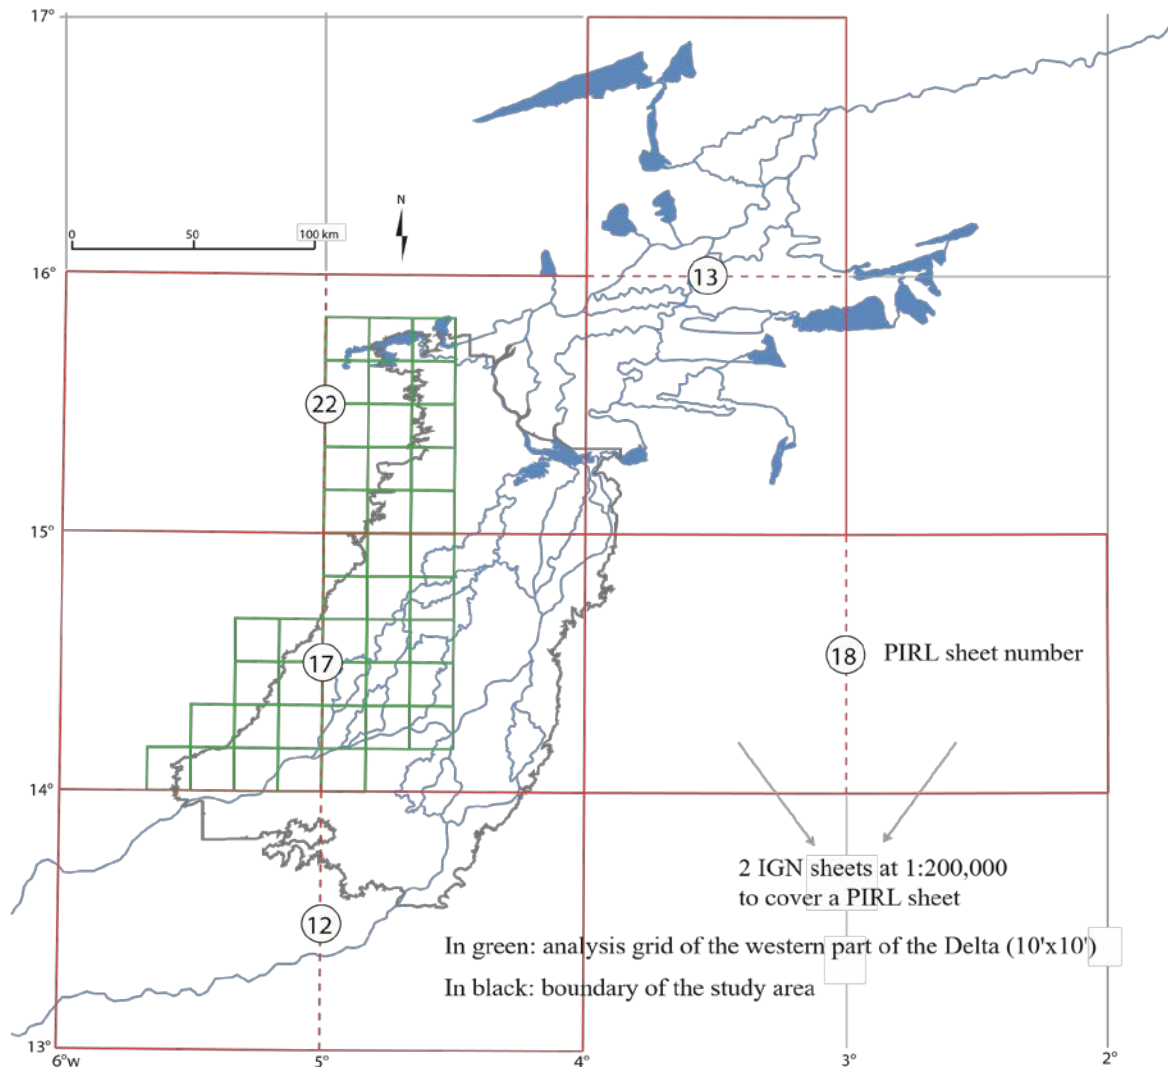 17°
N
0 50 100 km
16°
13
22
15°
17
18 PIRL sheet number
14°
2 IGN sheets at 1:200,000
to cover a PIRL sheet
12
In green: analysis grid of the western part of the Delta (10'x10')
In black: boundary of the study area
13°
6°w 5° 4° 3° 2°